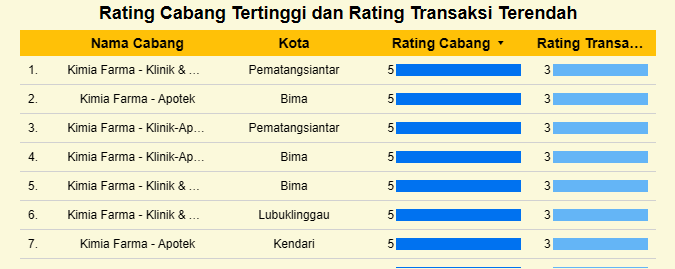 Rating Cabang Tertinggi dan Rating Transaksi Terendah
Nama Cabang Kota Rating Cabang Rating Transa…
1. Kimia Farma - Klinik & … Pematangsiantar 5 3
2. Kimia Farma - Apotek Bima 5 3
3. Kimia Farma - Klinik-Ap… Pematangsiantar 5 3
4. Kimia Farma - Klinik-Ap… Bima 5 3
5. Kimia Farma - Klinik & … Bima 5 3
6. Kimia Farma - Klinik & … Lubuklinggau 5 3
7. Kimia Farma - Apotek Kendari 5 3